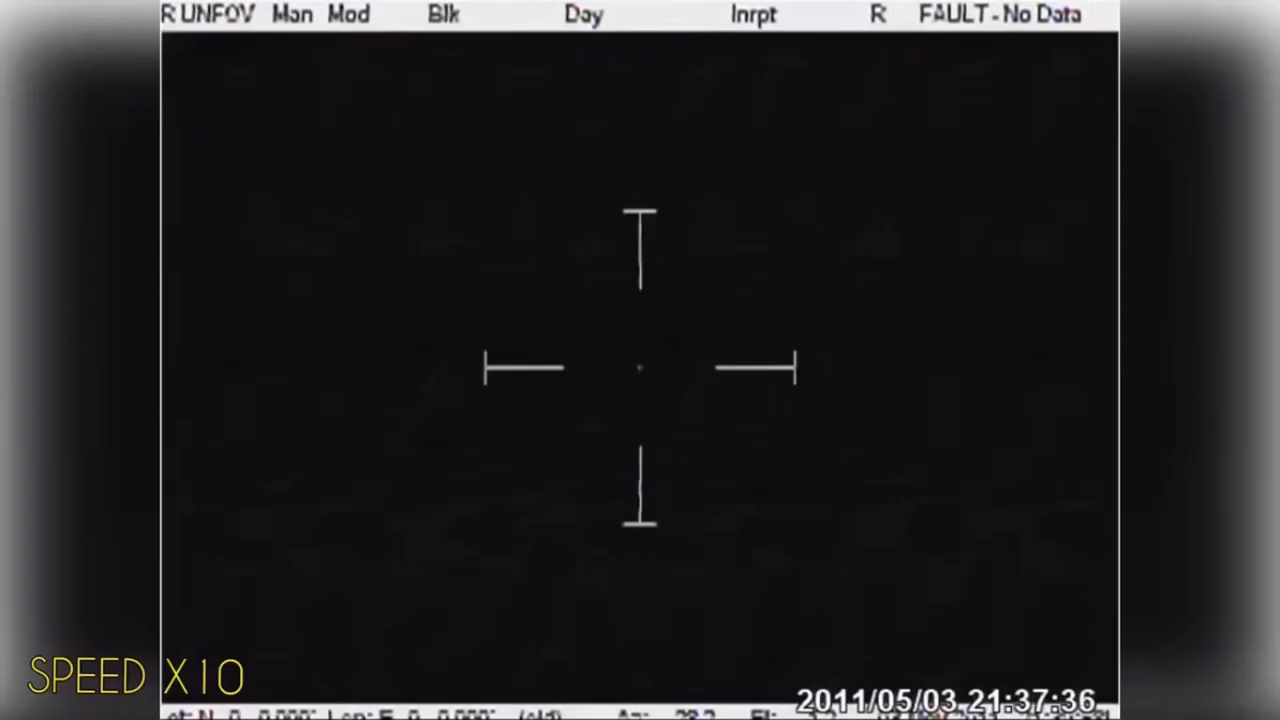 R UNFOV Man Mod Blk Day Inrpt R FAULT - No Data
SPEED X10
2011/05/03 21:37:36